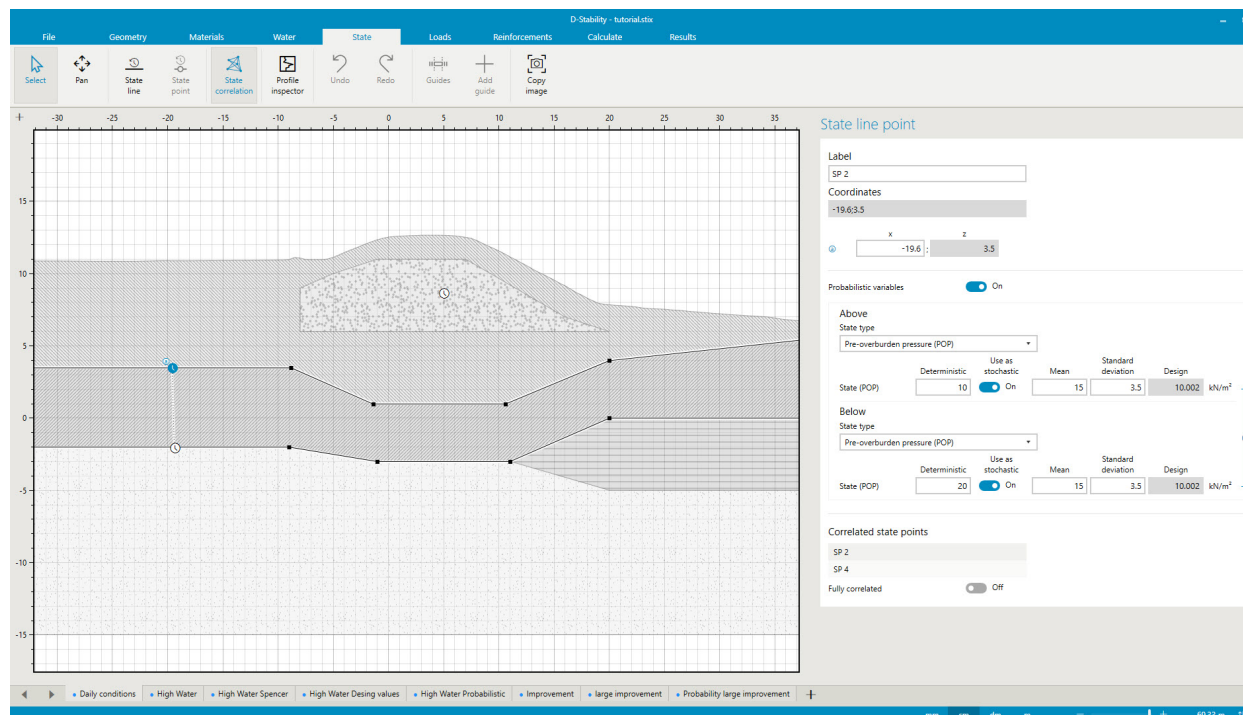 D-Stability - tutorial.stix
File Geometry Materials Water State Loads Reinforcements Calculate Results
Select Pan State line State point State correlation Profile inspector Undo Redo Guides Add guide Copy image
-30 -25 -20 -15 -10 -5 0 5 10 15 20 25 30 35
15
10
5
0
-5
-10
-15
State line point
Label
SP 2
Coordinates
-19.6;3.5
x z
-19.6 ; 3.5
Probabilistic variables On
Above
State type
Pre-overburden pressure (POP)
Deterministic Use as stochastic Mean Standard deviation Design
State (POP) 10 On 15 3.5 10.002 kN/m²
Below
State type
Pre-overburden pressure (POP)
Deterministic Use as stochastic Mean Standard deviation Design
State (POP) 20 On 15 3.5 10.002 kN/m²
Correlated state points
SP 2
SP 4
Fully correlated Off
Daily conditions High Water High Water Spencer High Water Desing values High Water Probabilistic Improvement large improvement Probability large improvement